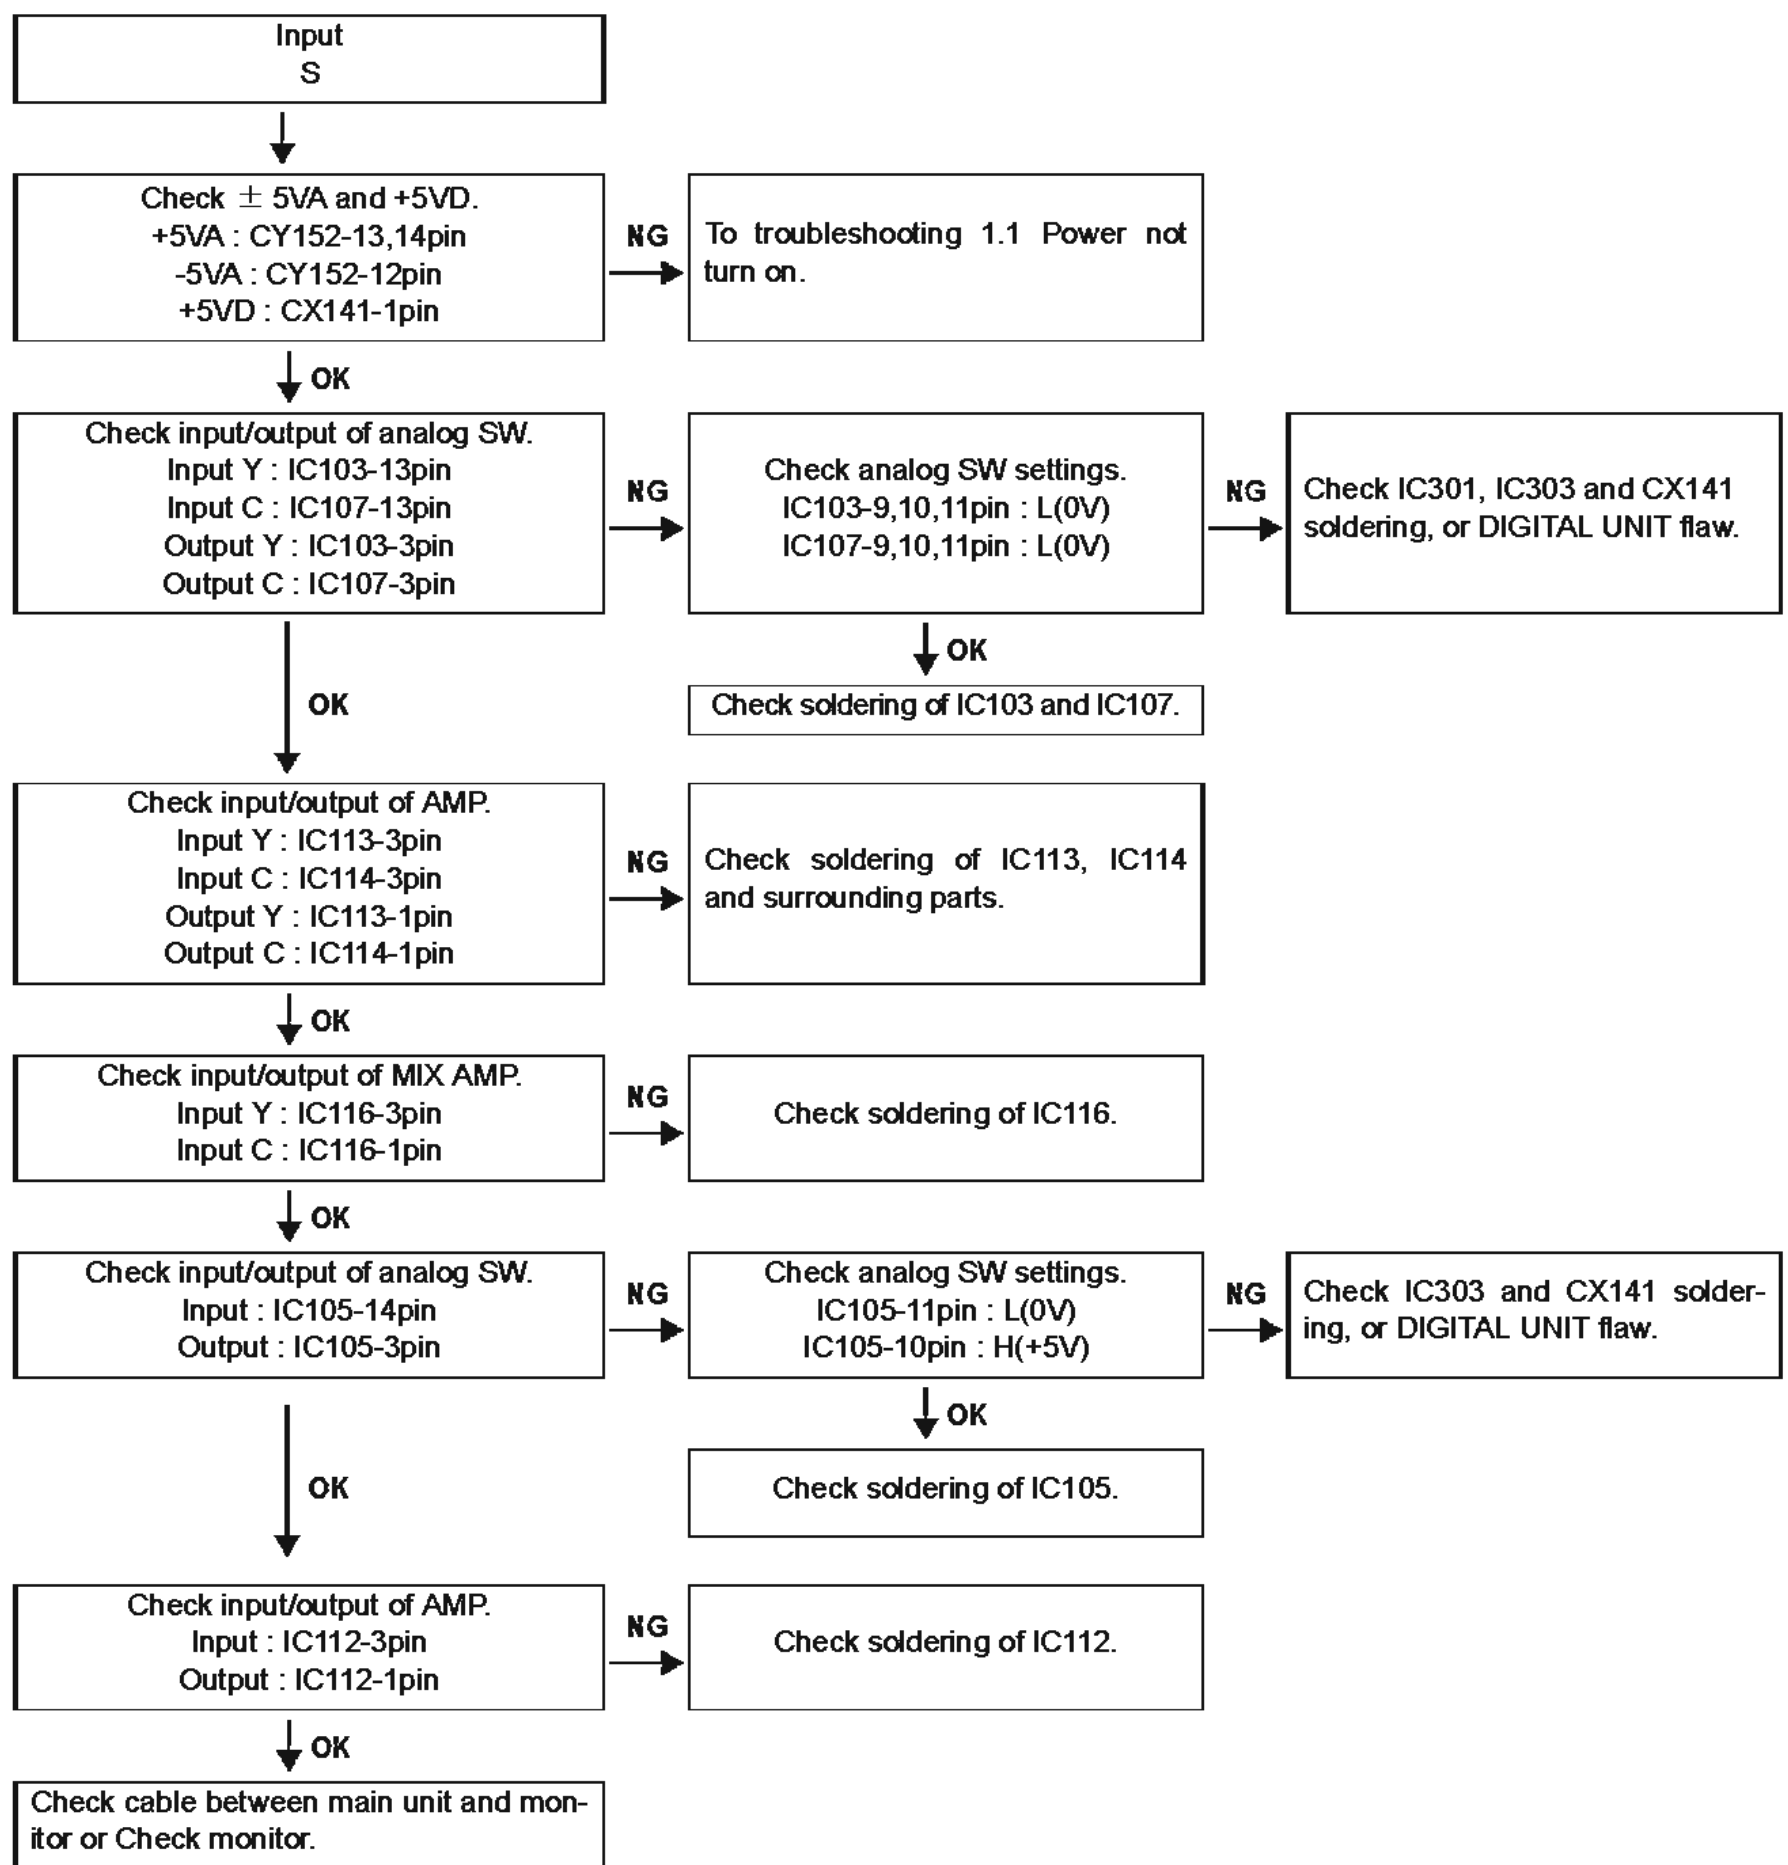 Input
S
Check ± 5VA and +5VD.
+5VA : CY152-13,14pin
-5VA : CY152-12pin
+5VD : CX141-1pin
NG
To troubleshooting 1.1 Power not
turn on.
OK
Check input/output of analog SW.
Input Y : IC103-13pin
Input C : IC107-13pin
Output Y : IC103-3pin
Output C : IC107-3pin
NG
Check analog SW settings.
IC103-9,10,11pin : L(0V)
IC107-9,10,11pin : L(0V)
NG
Check IC301, IC303 and CX141
soldering, or DIGITAL UNIT flaw.
OK
Check soldering of IC103 and IC107.
OK
Check input/output of AMP.
Input Y : IC113-3pin
Input C : IC114-3pin
Output Y : IC113-1pin
Output C : IC114-1pin
NG
Check soldering of IC113, IC114
and surrounding parts.
OK
Check input/output of MIX AMP.
Input Y : IC116-3pin
Input C : IC116-1pin
NG
Check soldering of IC116.
OK
Check input/output of analog SW.
Input : IC105-14pin
Output : IC105-3pin
NG
Check analog SW settings.
IC105-11pin : L(0V)
IC105-10pin : H(+5V)
NG
Check IC303 and CX141 solder-
ing, or DIGITAL UNIT flaw.
OK
Check soldering of IC105.
OK
Check input/output of AMP.
Input : IC112-3pin
Output : IC112-1pin
NG
Check soldering of IC112.
OK
Check cable between main unit and mon-
itor or Check monitor.